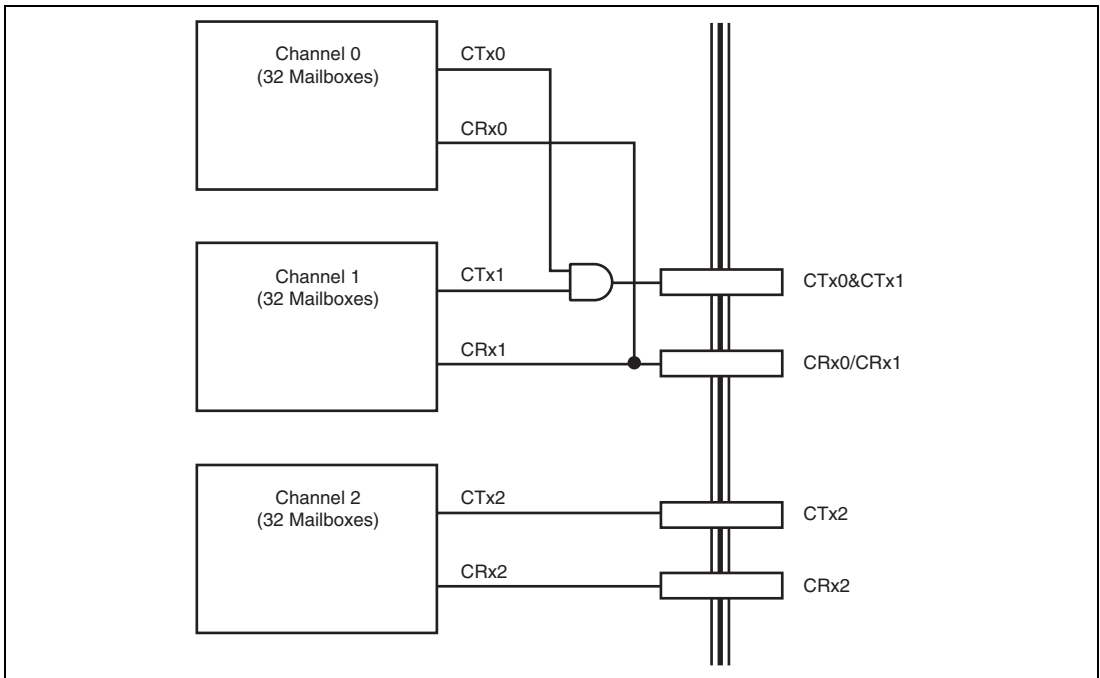 Channel 0
(32 Mailboxes)
CTx0
CRx0
Channel 1
(32 Mailboxes)
CTx1
CRx1
CTx0&CTx1
CRx0/CRx1
Channel 2
(32 Mailboxes)
CTx2
CRx2
CTx2
CRx2